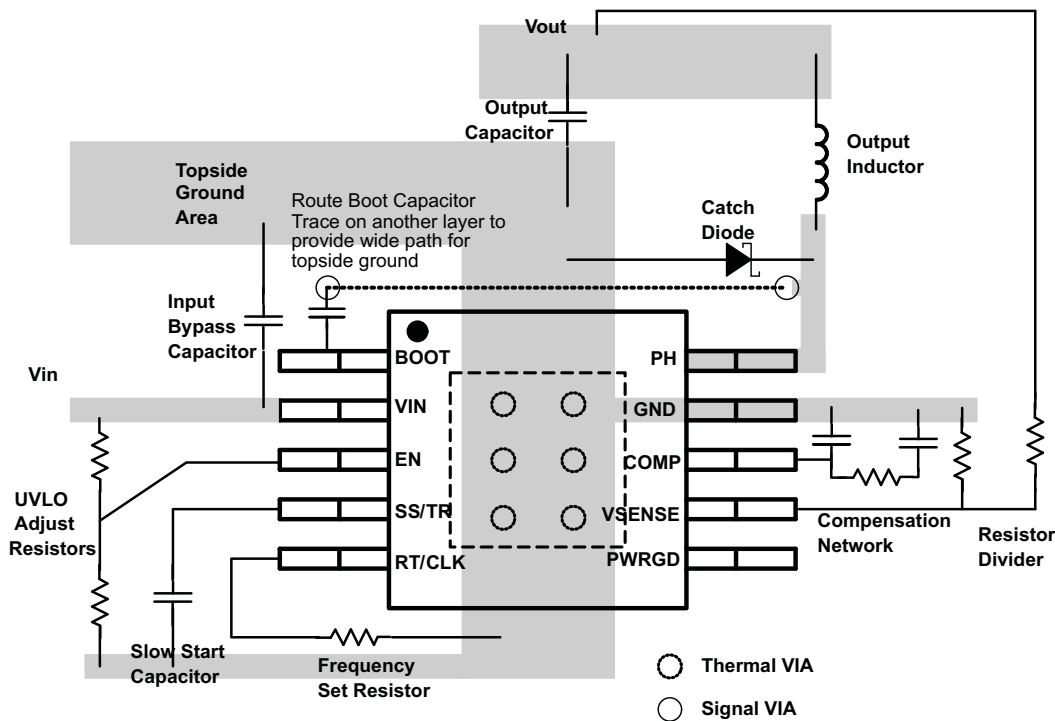 Vout
Output
Capacitor
Output
Inductor
Topside
Ground
Area
Route Boot Capacitor
Trace on another layer to
provide wide path for
topside ground
Catch
Diode
Input
Bypass
Capacitor
Vin
BOOT
VIN
EN
SS/TR
RT/CLK
PH
GND
COMP
VSENSE
PWRGD
UVLO
Adjust
Resistors
Compensation
Network
Resistor
Divider
Slow Start
Capacitor
Frequency
Set Resistor
Thermal VIA
Signal VIA